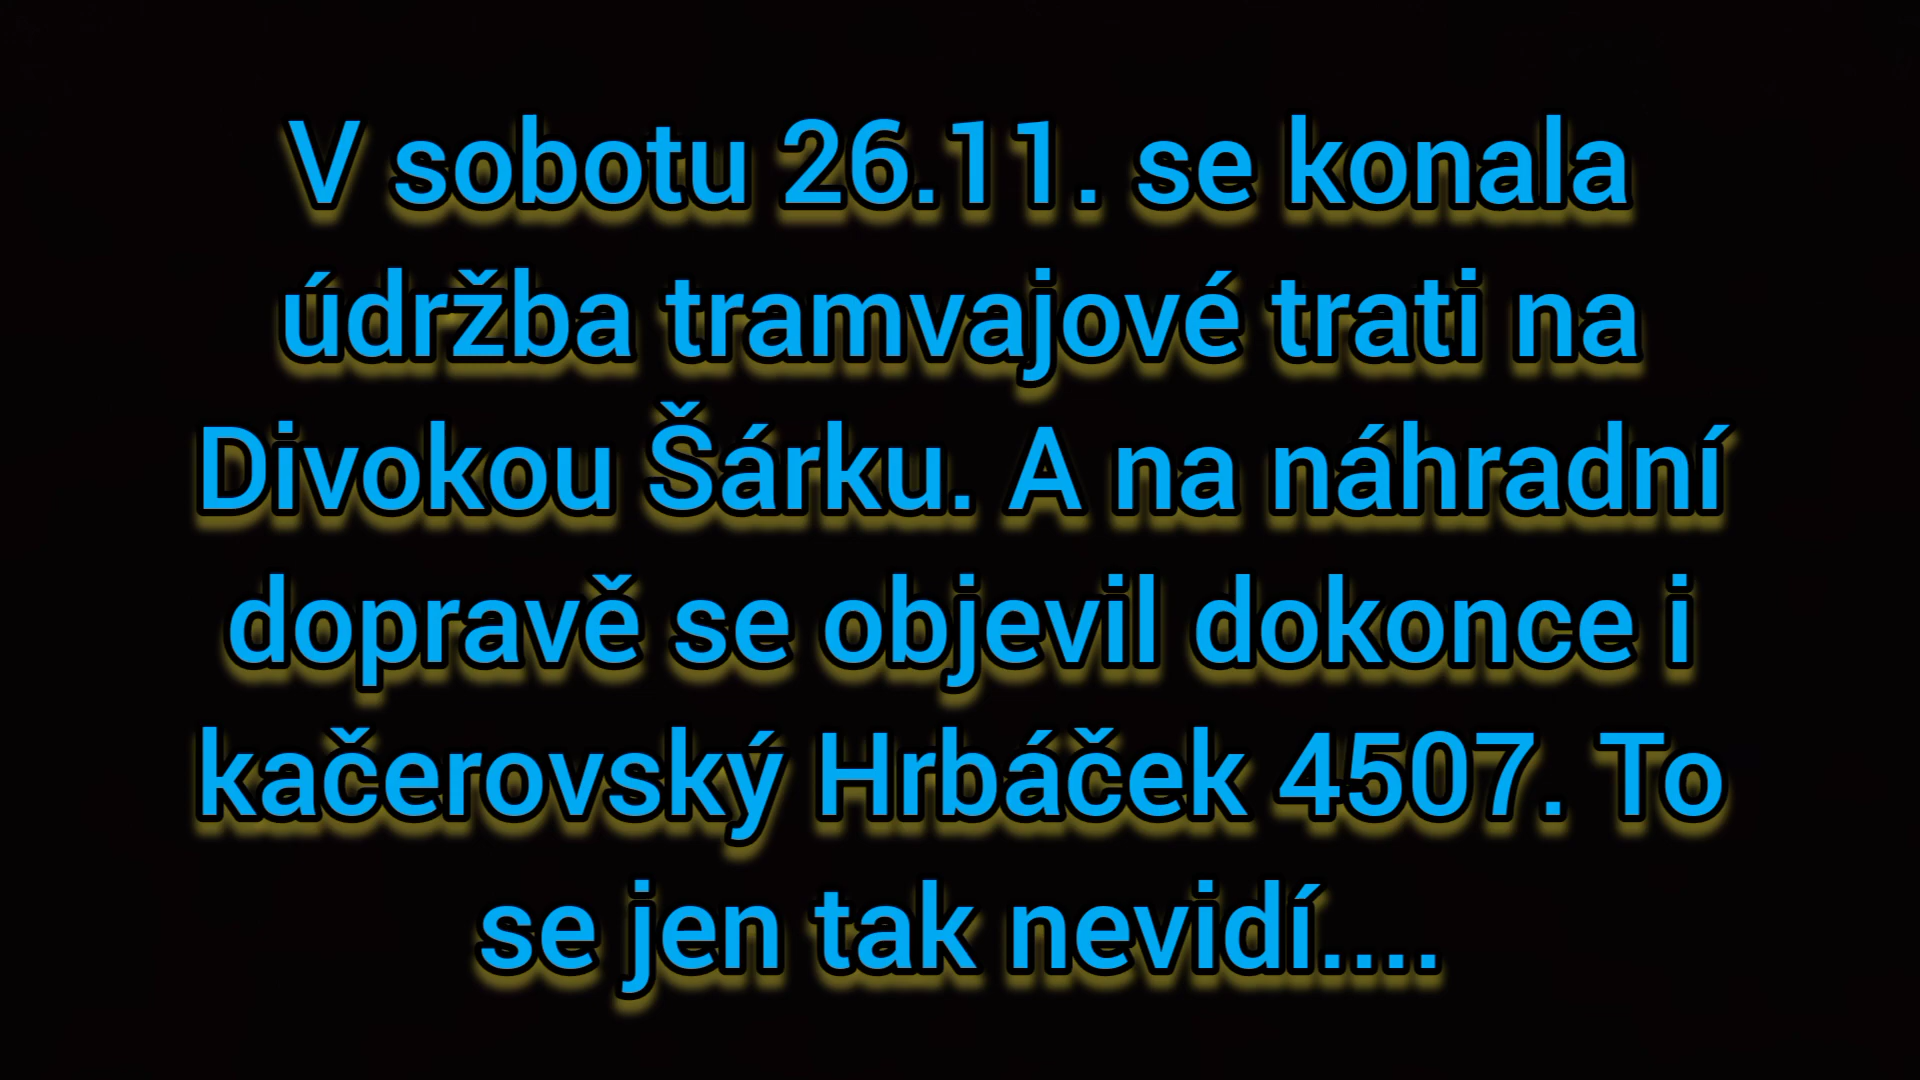 V sobotu 26.11. se konala
údržba tramvajové trati na
Divokou Šárku. A na náhradní
dopravě se objevil dokonce i
kačerovský Hrbáček 4507. To
se jen tak nevidí....